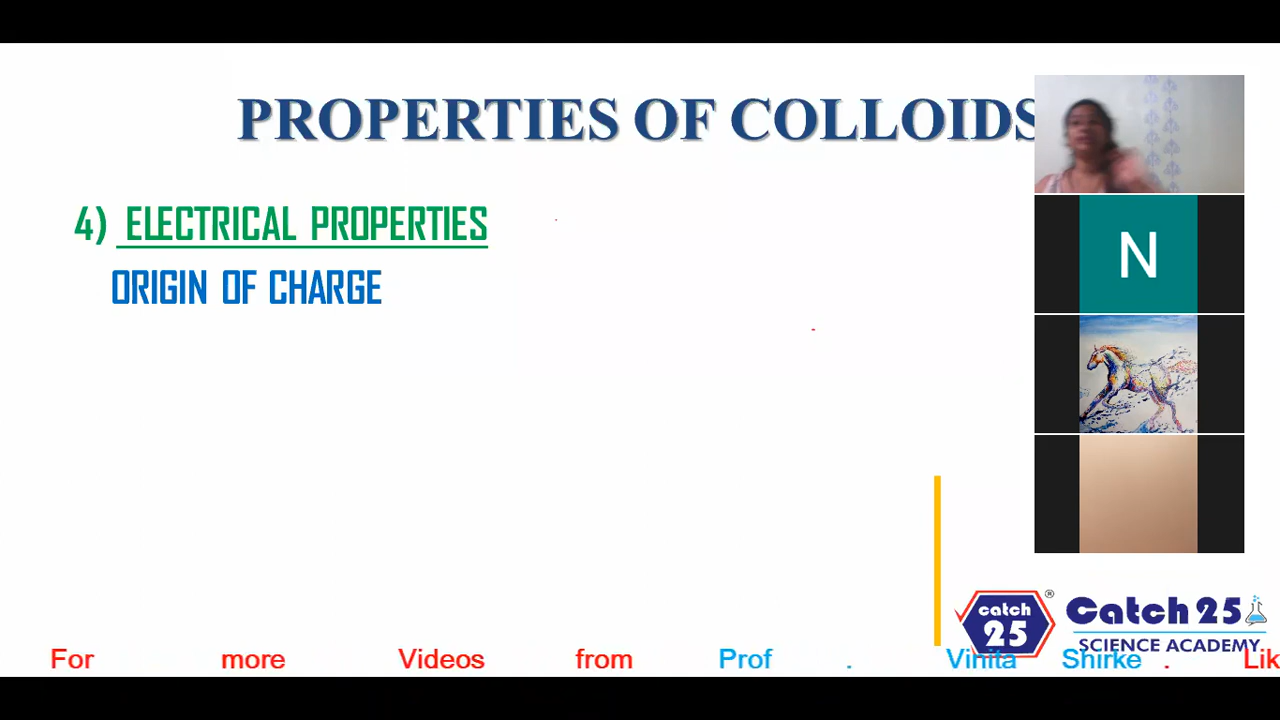 PROPERTIES OF COLLOIDS
4) ELECTRICAL PROPERTIES
ORIGIN OF CHARGE
N
catch
25
®
Catch 25
SCIENCE ACADEMY
For more Videos from Prof . Vinita Shirke . Lik